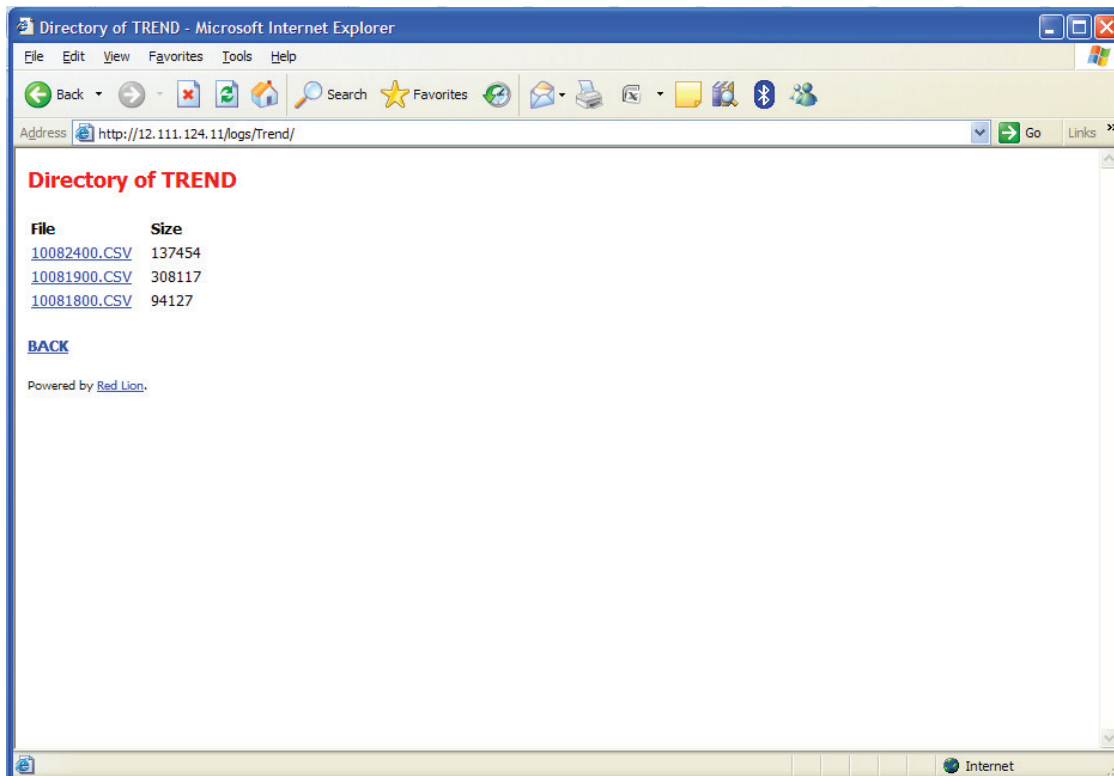 Directory of TREND - Microsoft Internet Explorer
File Edit View Favorites Tools Help
Back Search Favorites
Address http://12.111.124.11/logs/Trend/ Go Links »
Directory of TREND
File Size
10082400.CSV 137454
10081900.CSV 308117
10081800.CSV 94127
BACK
Powered by Red Lion.
Internet